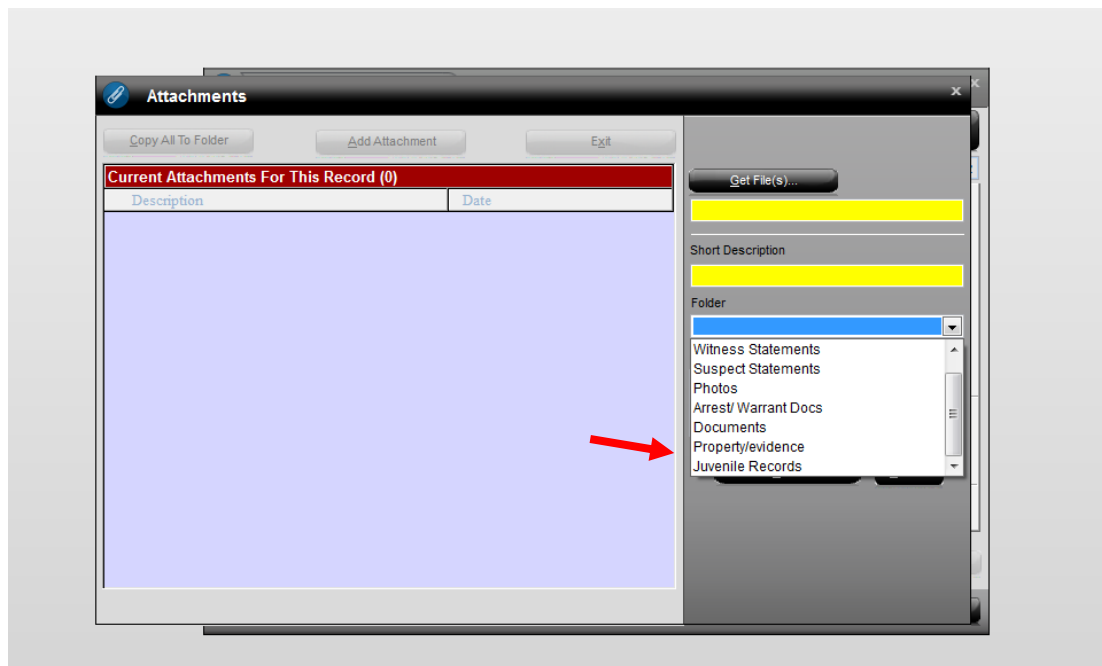 Attachments
x
x
Copy All To Folder
Add Attachment
Exit
Current Attachments For This Record (0)
Description
Date
Get File(s)...
Short Description
Folder
Witness Statements
Suspect Statements
Photos
Arrest/ Warrant Docs
Documents
Property/evidence
Juvenile Records